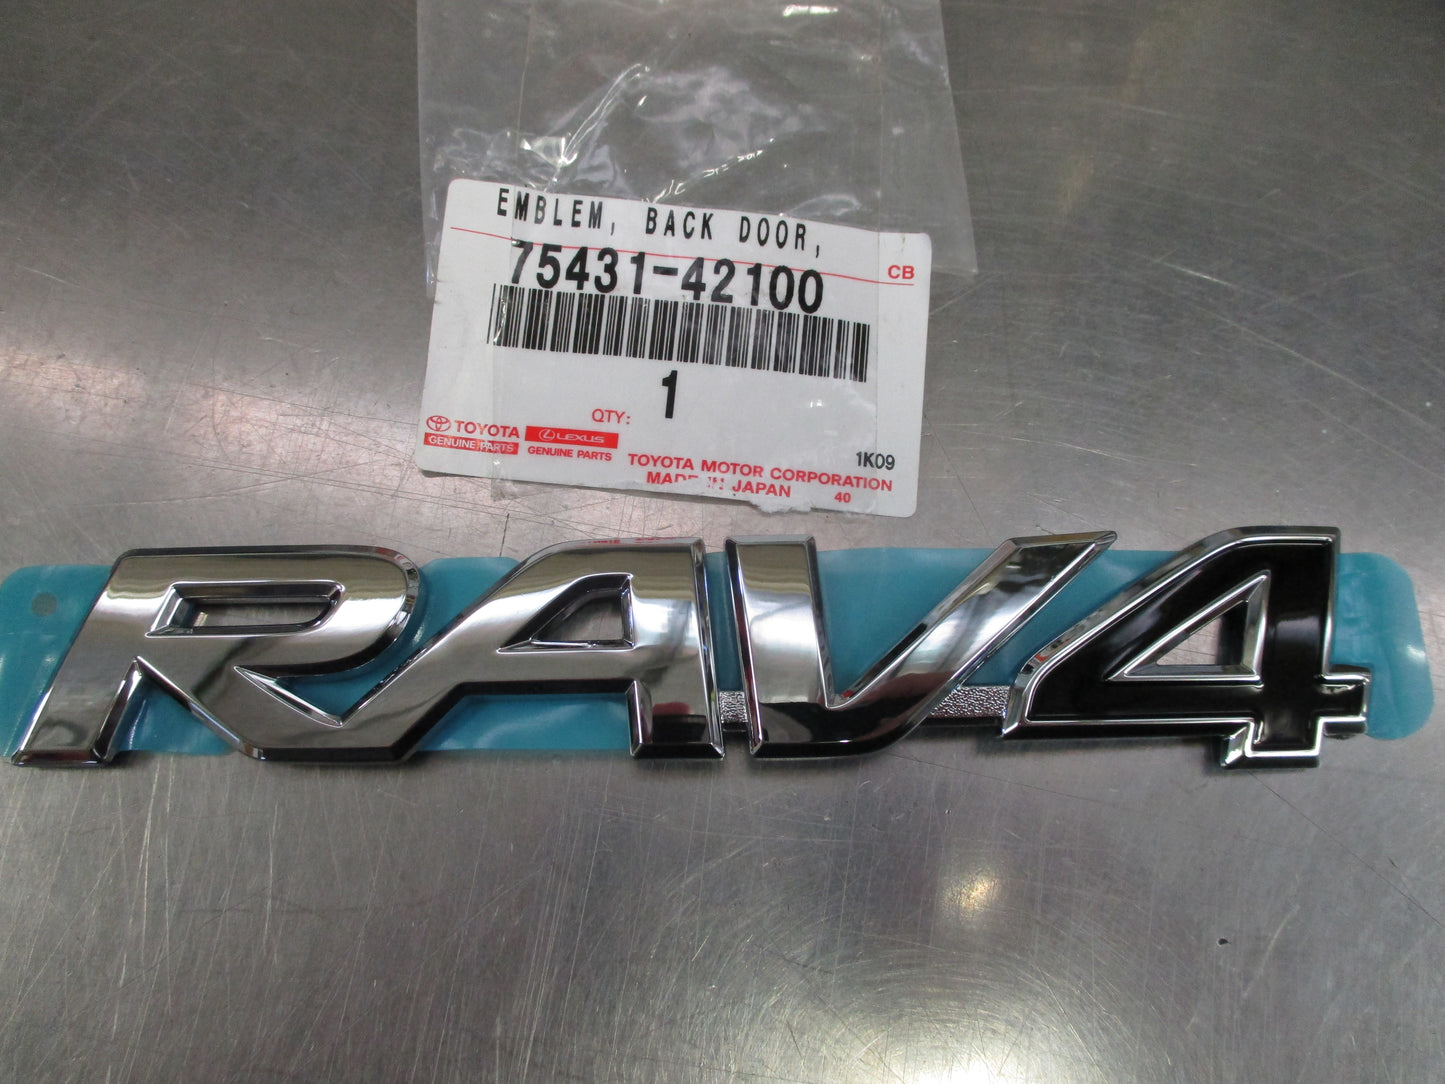 EMBLEM, BACK DOOR,
75431-42100
CB
1
QTY:
TOYOTA
GENUINE PARTS
LEXUS
GENUINE PARTS
1K09
TOYOTA MOTOR CORPORATION
MADE IN JAPAN
40
RAV4